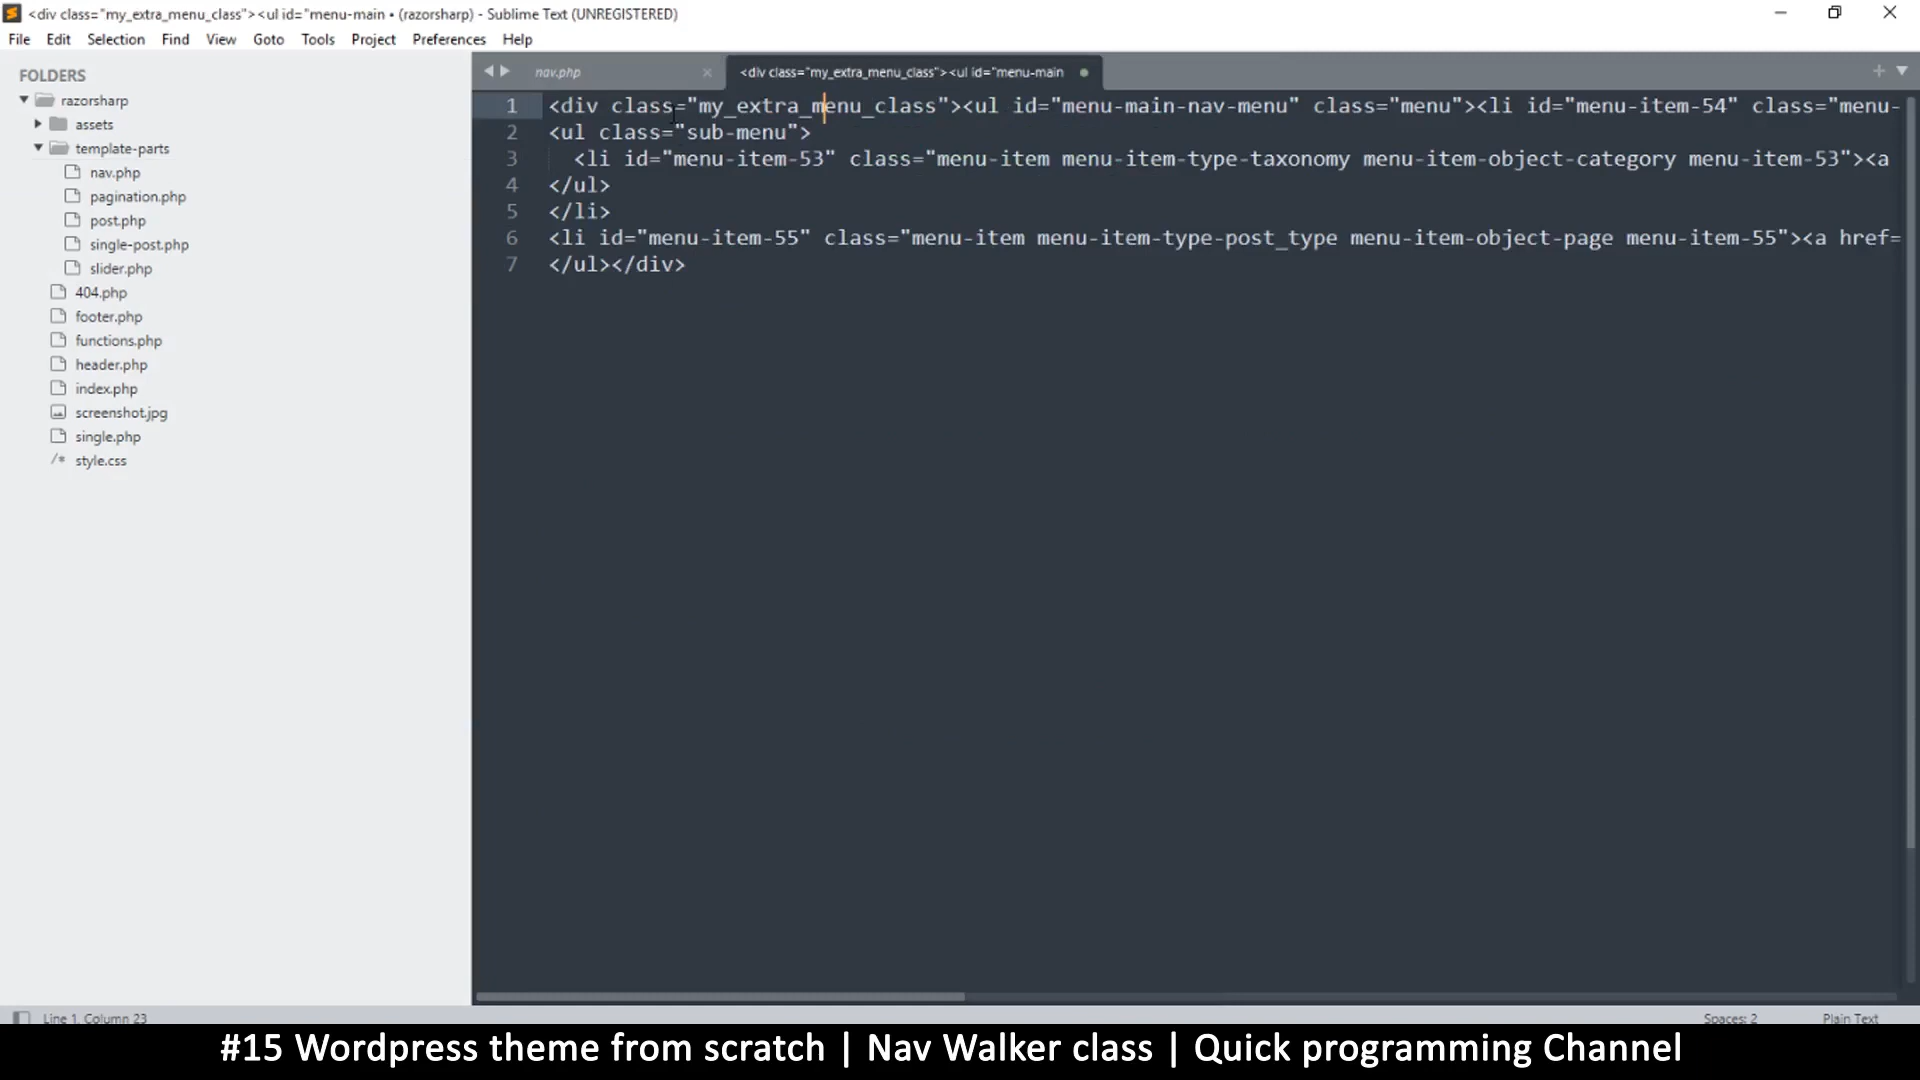 <div class="my_extra_menu_class"><ul id="menu-main • (razorsharp) - Sublime Text (UNREGISTERED)
File Edit Selection Find View Goto Tools Project Preferences Help
FOLDERS
razorsharp
assets
template-parts
nav.php
pagination.php
post.php
single-post.php
slider.php
404.php
footer.php
functions.php
header.php
index.php
screenshot.jpg
single.php
/* style.css
nav.php × <div class="my_extra_menu_class"><ul id="menu-main
1 <div class="my_extra_menu_class"><ul id="menu-main-nav-menu" class="menu"><li id="menu-item-54" class="menu-
2 <ul class="sub-menu">
3 <li id="menu-item-53" class="menu-item menu-item-type-taxonomy menu-item-object-category menu-item-53"><a
4 </ul>
5 </li>
6 <li id="menu-item-55" class="menu-item menu-item-type-post_type menu-item-object-page menu-item-55"><a href=
7 </ul></div>
Line 1, Column 23 Spaces: 2 Plain Text
#15 Wordpress theme from scratch | Nav Walker class | Quick programming Channel